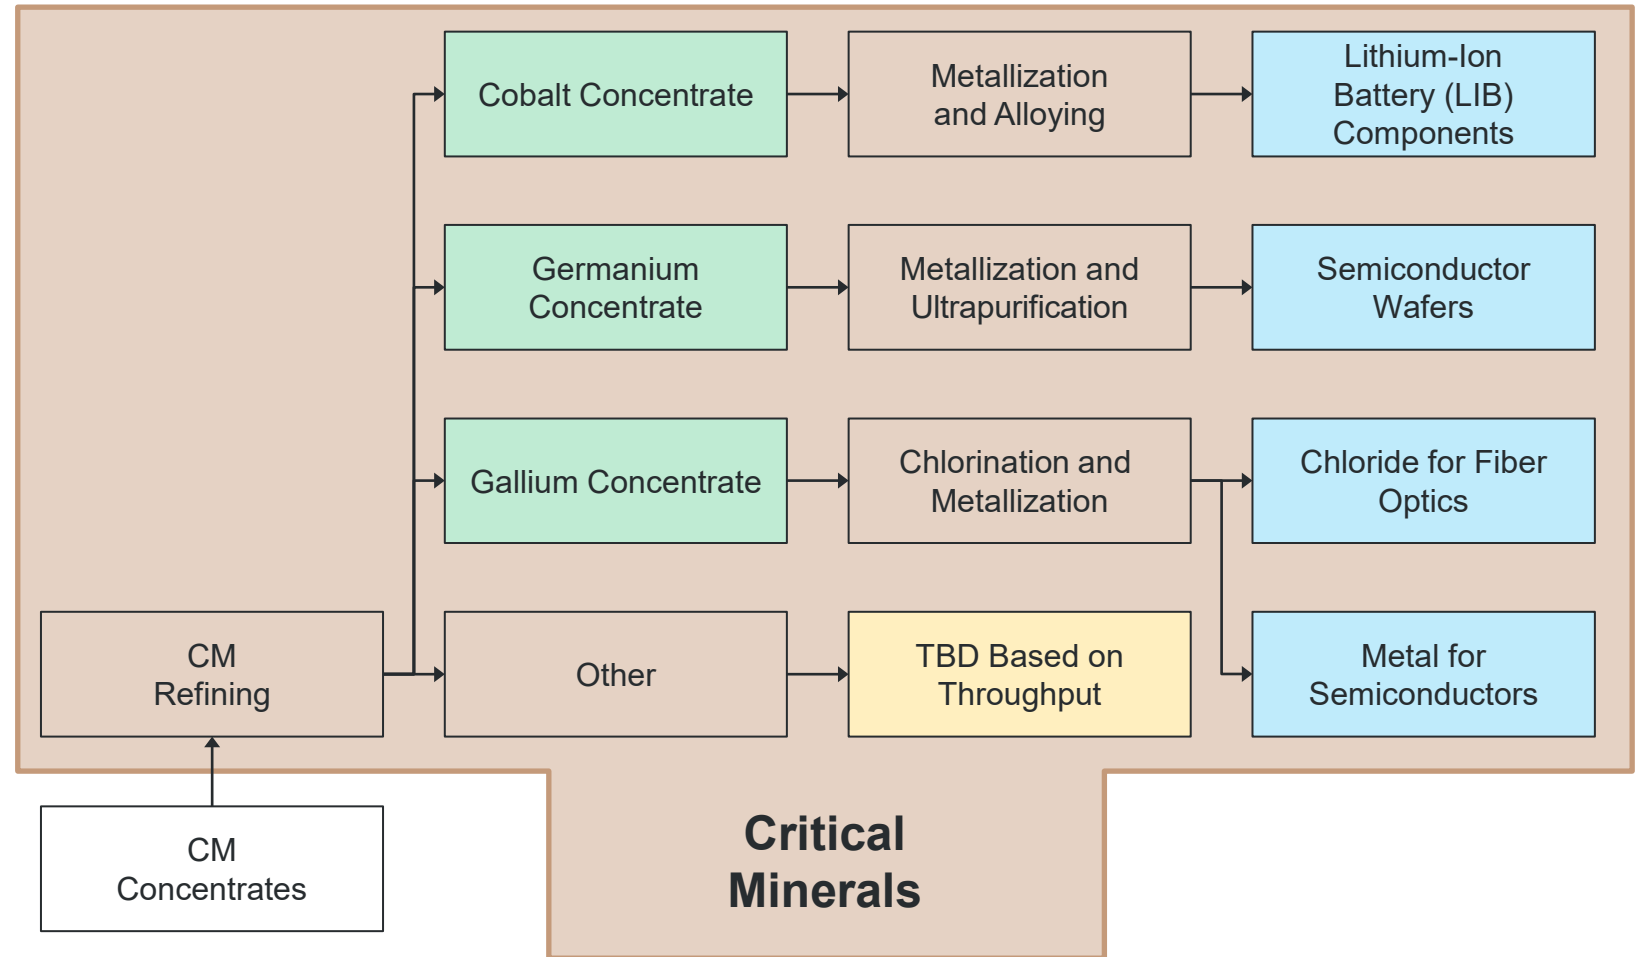 Cobalt Concentrate
Metallization
and Alloying
Lithium-Ion
Battery (LIB)
Components
Germanium
Concentrate
Metallization and
Ultrapurification
Semiconductor
Wafers
Gallium Concentrate
Chlorination and
Metallization
Chloride for Fiber
Optics
CM
Refining
Other
TBD Based on
Throughput
Metal for
Semiconductors
CM
Concentrates
Critical
Minerals